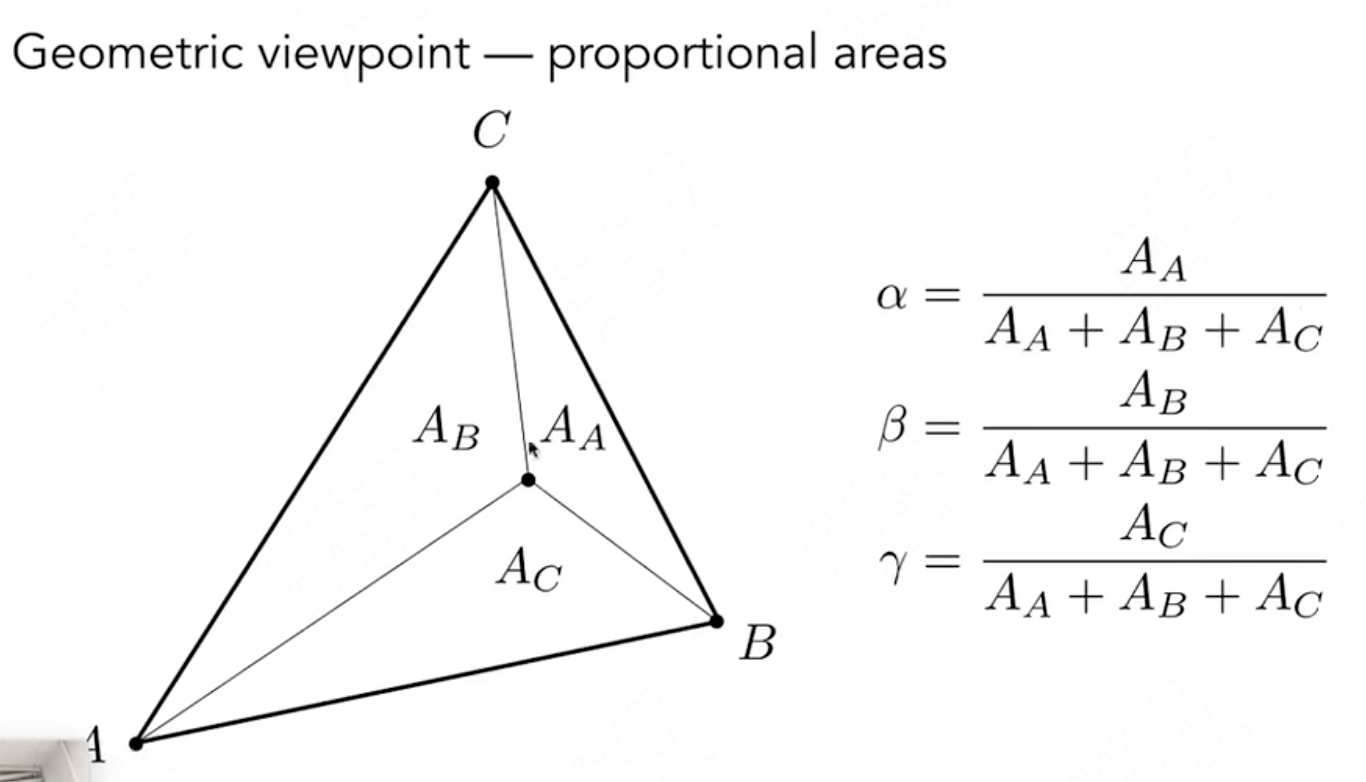 Geometric viewpoint — proportional areas
C
α = A_A / (A_A + A_B + A_C)
A_B A_A
β = A_B / (A_A + A_B + A_C)
A_C
γ = A_C / (A_A + A_B + A_C)
B
A